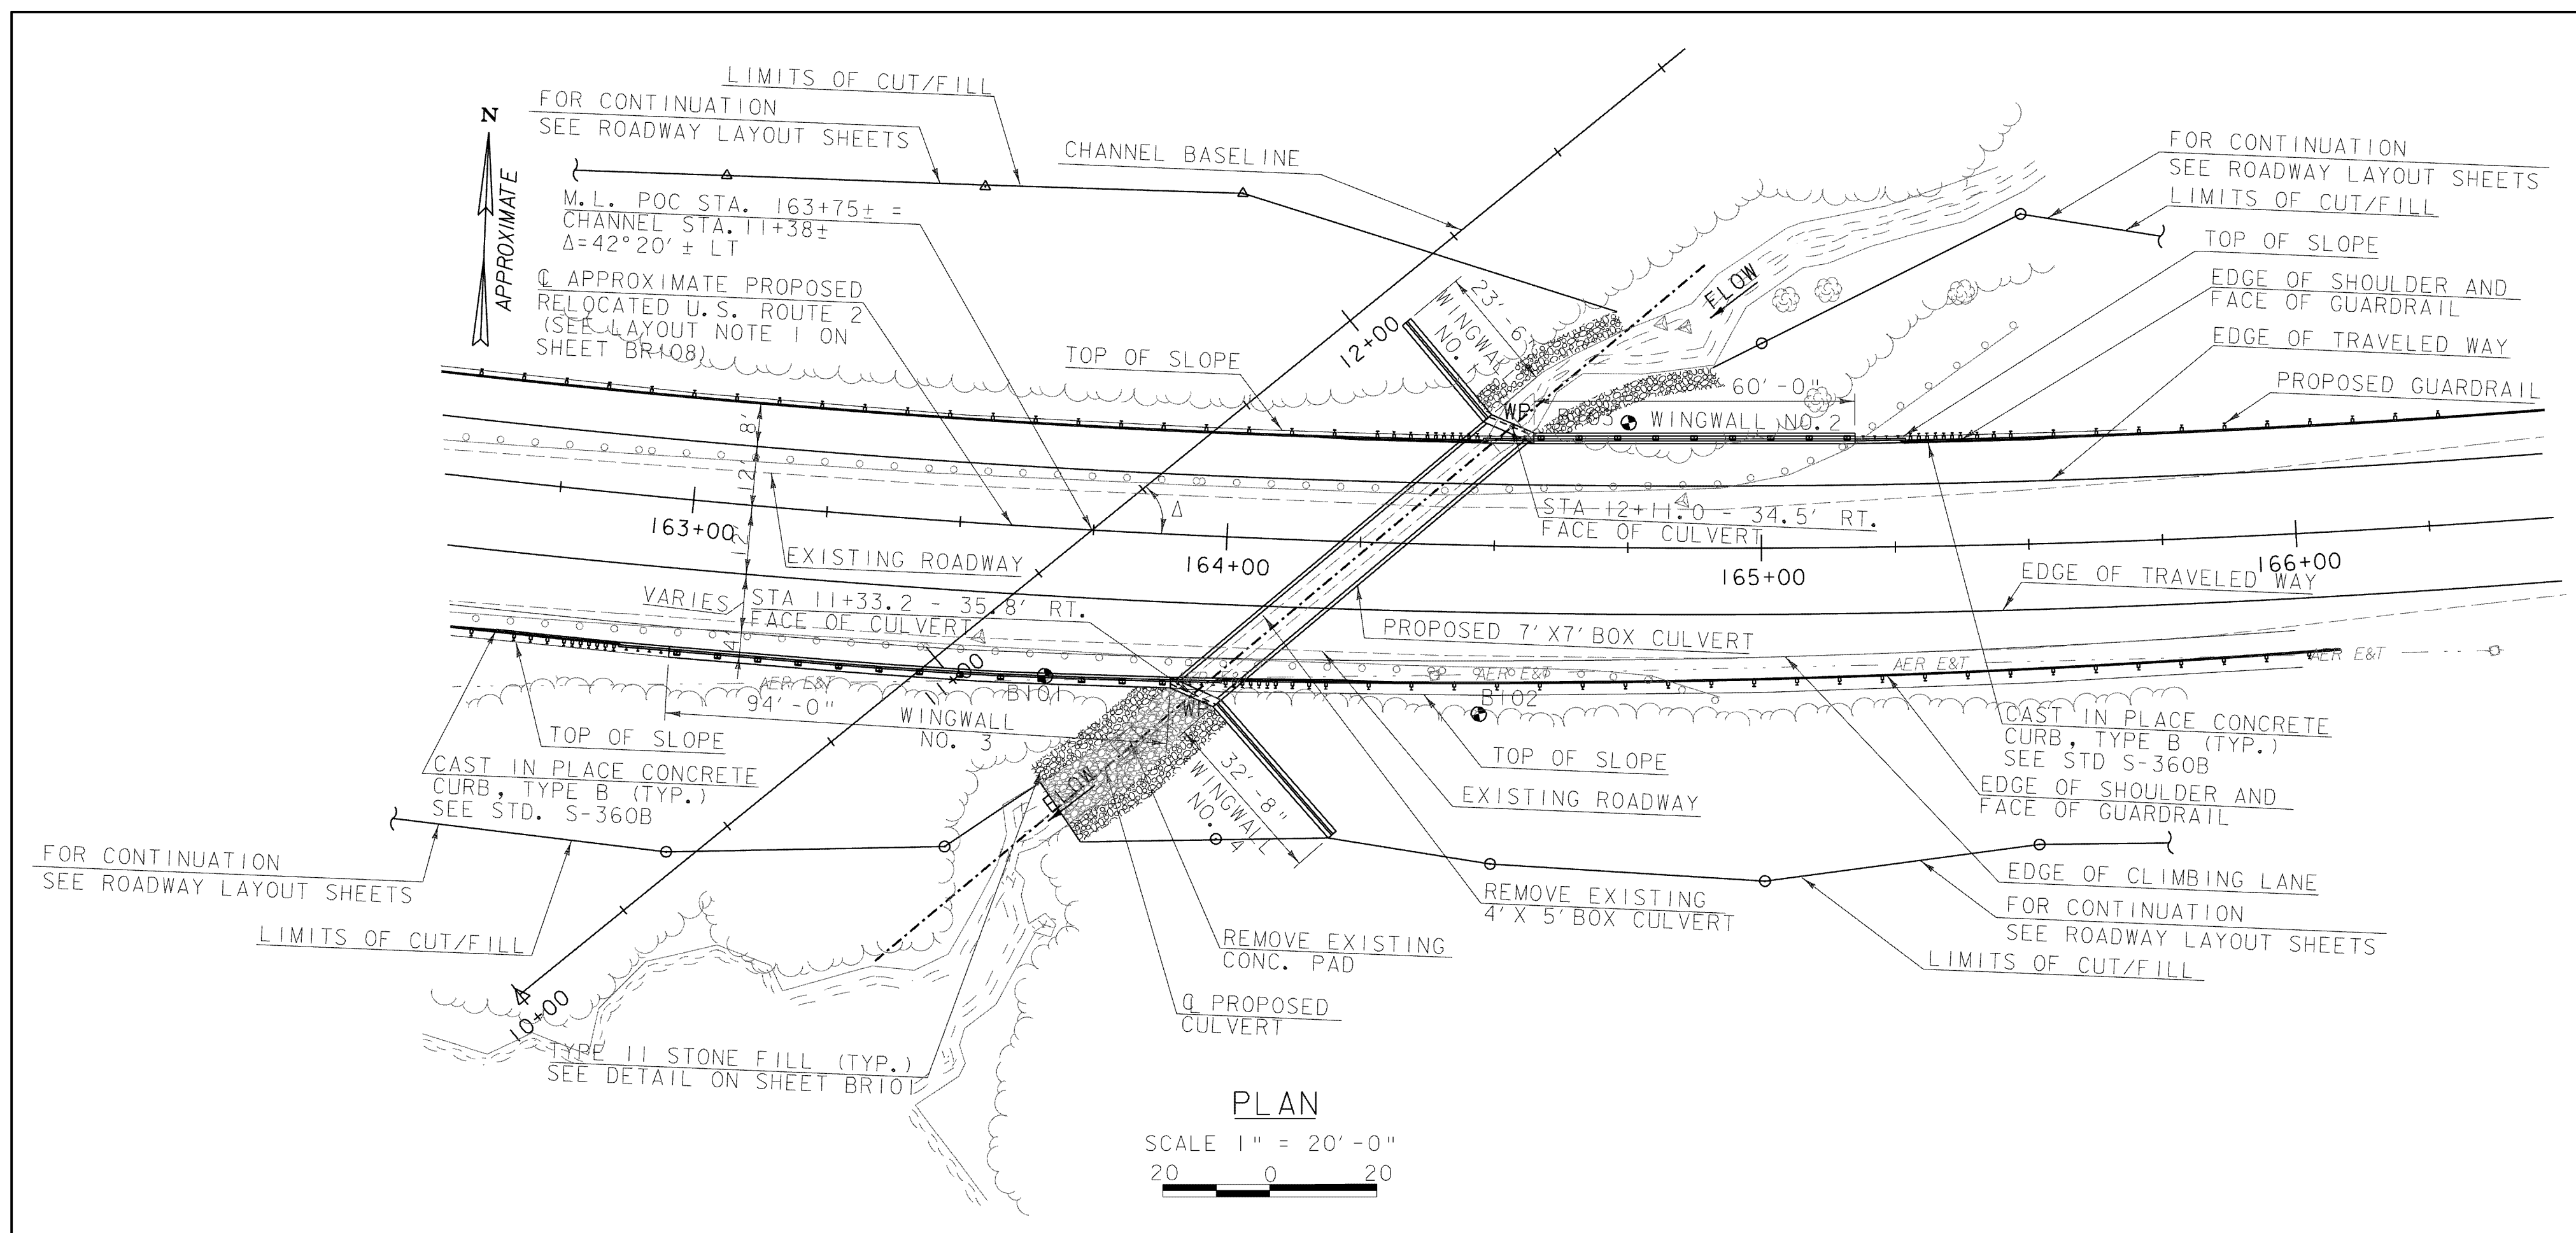 LIMITS OF CUT/FILL
FOR CONTINUATION
SEE ROADWAY LAYOUT SHEETS
N
APPROXIMATE
CHANNEL BASELINE
M.L. POC STA. 163+75± =
CHANNEL STA. 11+38±
Δ=42°20'± LT
℄ APPROXIMATE PROPOSED
RELOCATED U.S. ROUTE 2
(SEE LAYOUT NOTE 1 ON
SHEET BR108)
TOP OF SLOPE
12+00
23'-6"
WINGWALL
NO.
FLOW
FOR CONTINUATION
SEE ROADWAY LAYOUT SHEETS
LIMITS OF CUT/FILL
TOP OF SLOPE
EDGE OF SHOULDER AND
FACE OF GUARDRAIL
EDGE OF TRAVELED WAY
PROPOSED GUARDRAIL
60'-0"
WP
WINGWALL NO. 2
8'
12'
12'
4'
163+00
Δ
STA 12+11.0 - 34.5' RT.
FACE OF CULVERT
EXISTING ROADWAY
164+00
165+00
166+00
EDGE OF TRAVELED WAY
VARIES
STA 11+33.2 - 35.8' RT.
FACE OF CULVERT
PROPOSED 7'X7' BOX CULVERT
AER E&T
AER E&T
AER E&T
AER E&T
11+00
B101
B102
94'-0"
WINGWALL
NO. 3
WP
TOP OF SLOPE
CAST IN PLACE CONCRETE
CURB, TYPE B (TYP.)
SEE STD. S-360B
32'-8"
WINGWALL
NO. 4
FLOW
TOP OF SLOPE
EXISTING ROADWAY
CAST IN PLACE CONCRETE
CURB, TYPE B (TYP.)
SEE STD S-360B
EDGE OF SHOULDER AND
FACE OF GUARDRAIL
FOR CONTINUATION
SEE ROADWAY LAYOUT SHEETS
LIMITS OF CUT/FILL
REMOVE EXISTING
4'X 5' BOX CULVERT
EDGE OF CLIMBING LANE
FOR CONTINUATION
SEE ROADWAY LAYOUT SHEETS
LIMITS OF CUT/FILL
REMOVE EXISTING
CONC. PAD
℄ PROPOSED
CULVERT
10+00
TYPE II STONE FILL (TYP.)
SEE DETAIL ON SHEET BR101
PLAN
SCALE 1" = 20'-0"
20 0 20